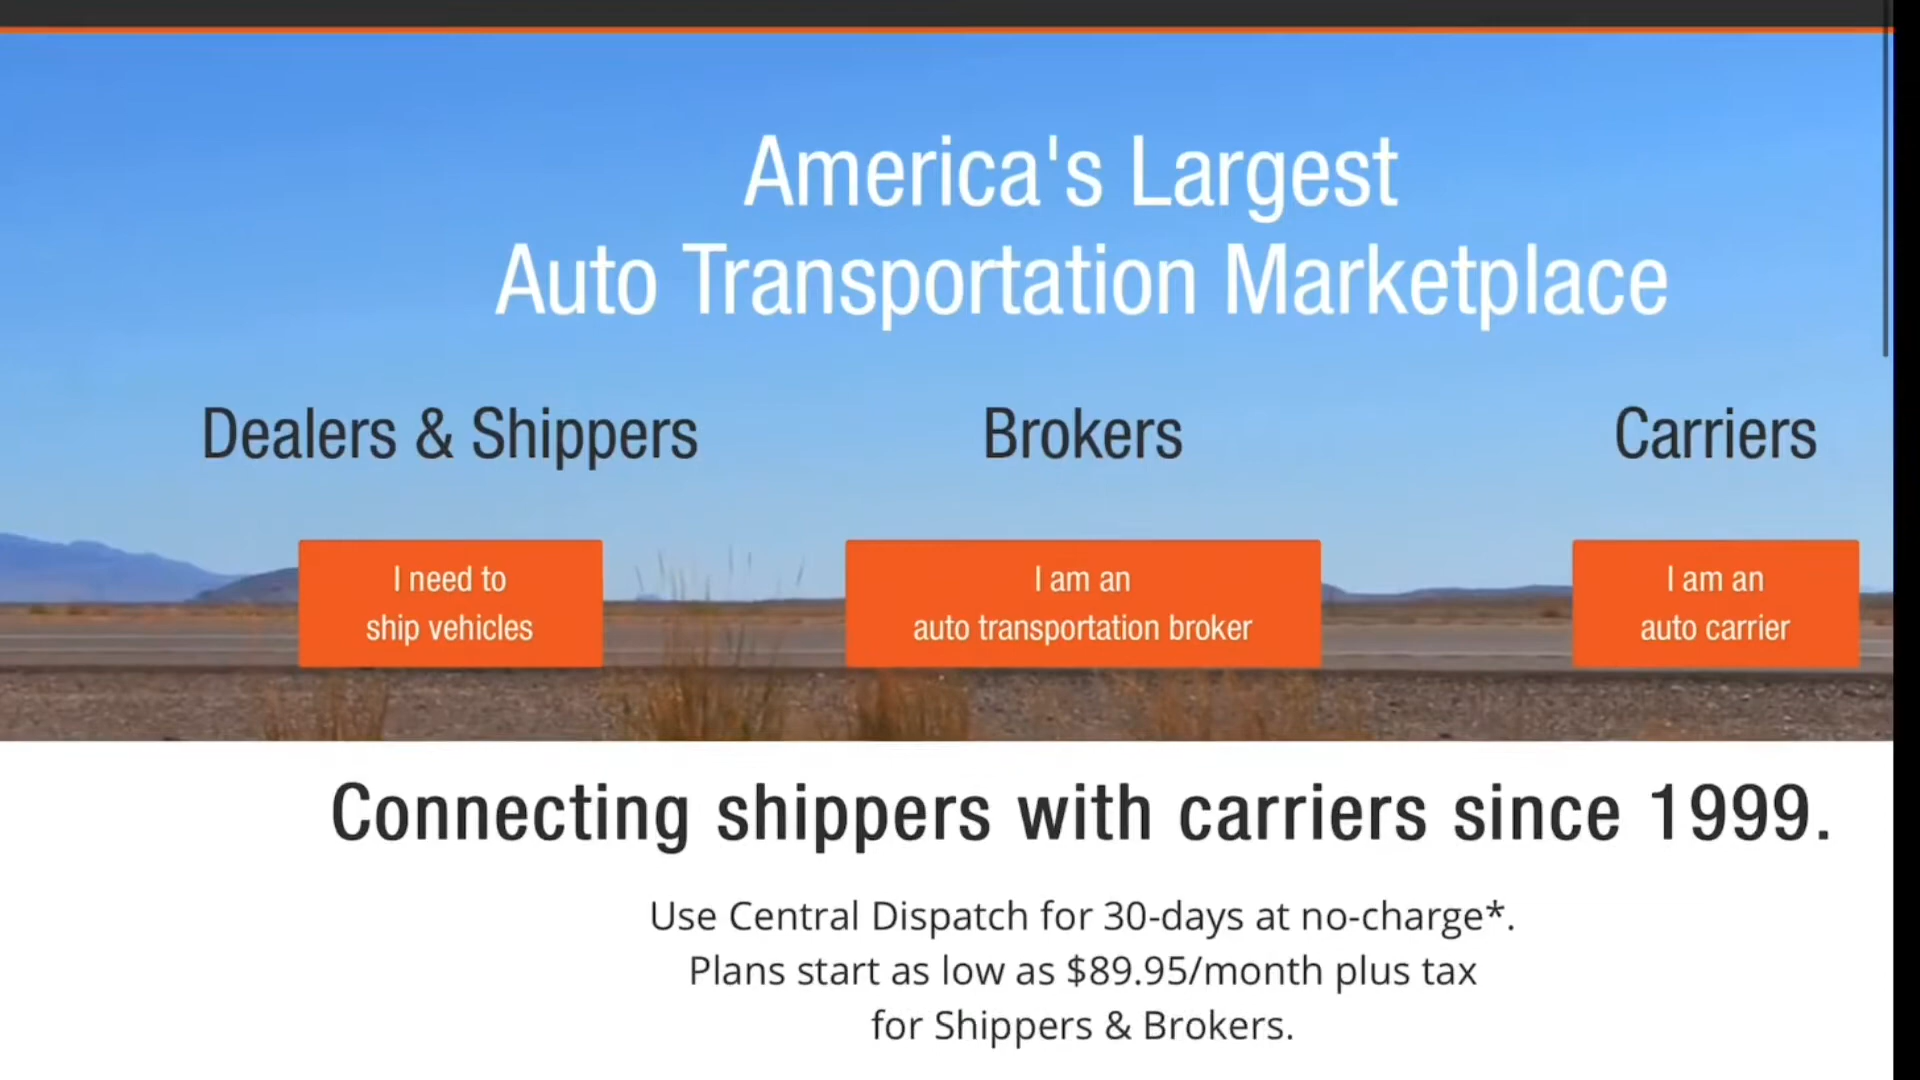 America's Largest
Auto Transportation Marketplace
Dealers & Shippers
I need to
ship vehicles
Brokers
I am an
auto transportation broker
Carriers
I am an
auto carrier
Connecting shippers with carriers since 1999.
Use Central Dispatch for 30-days at no-charge*.
Plans start as low as $89.95/month plus tax
for Shippers & Brokers.